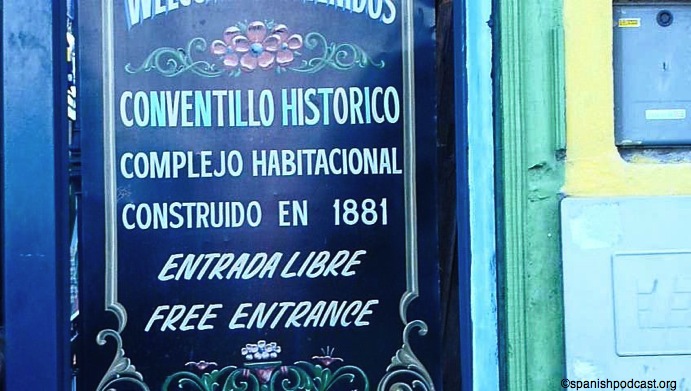 CONVENTILLO HISTORICO
COMPLEJO HABITACIONAL
CONSTRUIDO EN 1881
ENTRADA LIBRE
FREE ENTRANCE
©spanishpodcast.org